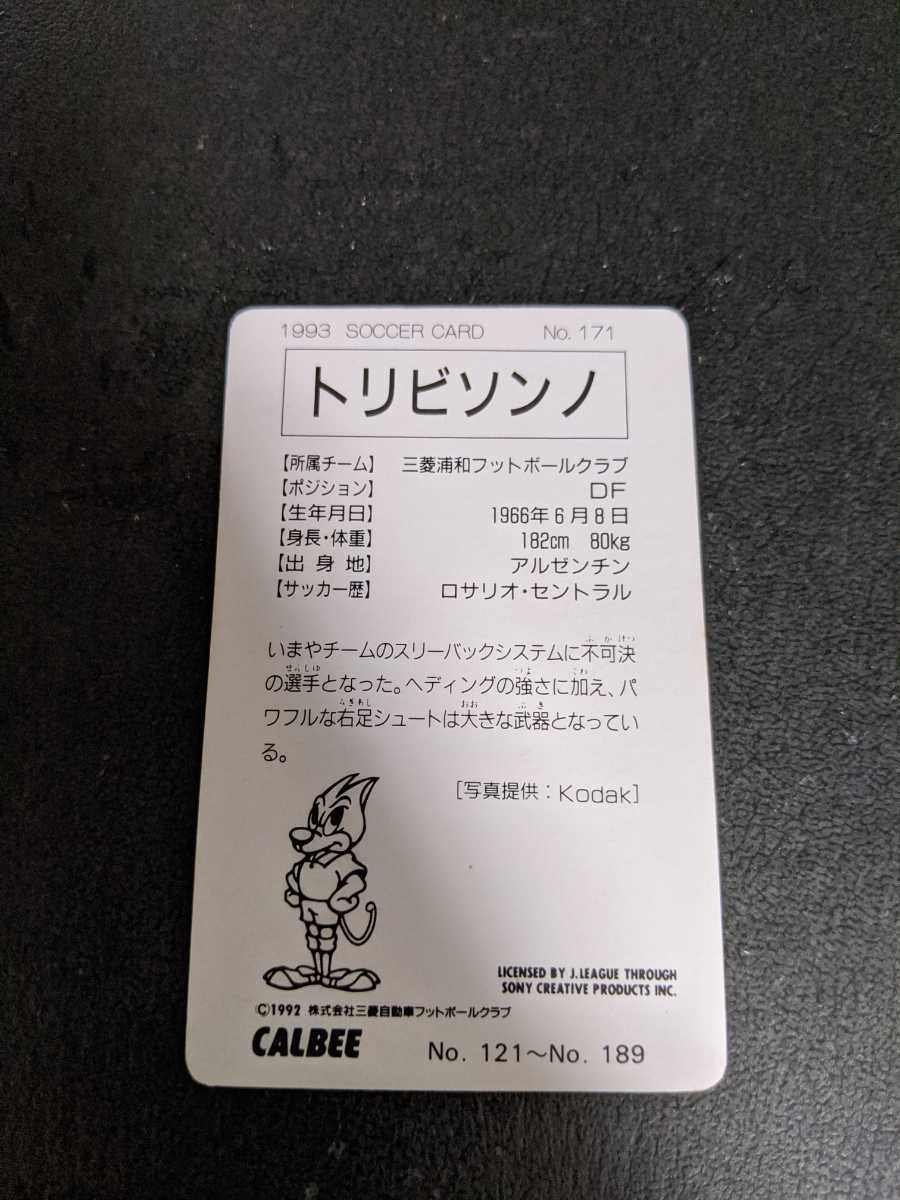 1993 SOCCER CARD No. 171
トリビソンノ
【所属チーム】 三菱浦和フットボールクラブ
【ポジション】 DF
【生年月日】 1966年6月8日
【身長・体重】 182cm 80kg
【出身地】 アルゼンチン
【サッカー歴】 ロサリオ・セントラル
いまやチームのスリーバックシステムに不可決
の選手となった。ヘディングの強さに加え、パ
ワフルな右足シュートは大きな武器となってい
る。
[写真提供：Kodak]
LICENSED BY J.LEAGUE THROUGH
SONY CREATIVE PRODUCTS INC.
©1992 株式会社三菱自動車フットボールクラブ
CALBEE No. 121〜No. 189